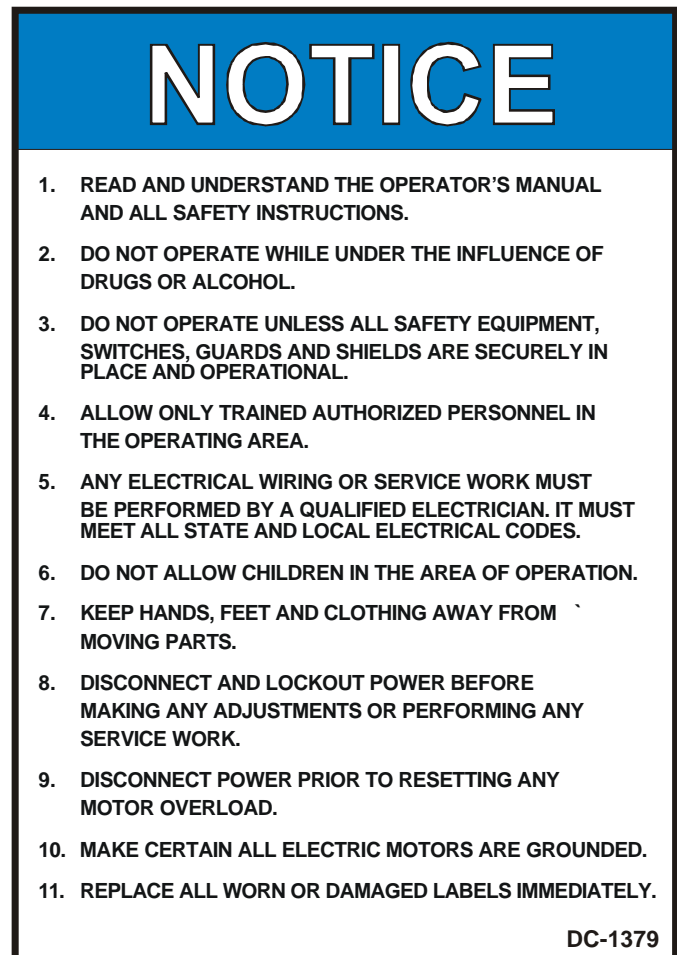 NOTICE
1. READ AND UNDERSTAND THE OPERATOR’S MANUAL
AND ALL SAFETY INSTRUCTIONS.
2. DO NOT OPERATE WHILE UNDER THE INFLUENCE OF
DRUGS OR ALCOHOL.
3. DO NOT OPERATE UNLESS ALL SAFETY EQUIPMENT,
SWITCHES, GUARDS AND SHIELDS ARE SECURELY IN
PLACE AND OPERATIONAL.
4. ALLOW ONLY TRAINED AUTHORIZED PERSONNEL IN
THE OPERATING AREA.
5. ANY ELECTRICAL WIRING OR SERVICE WORK MUST
BE PERFORMED BY A QUALIFIED ELECTRICIAN. IT MUST
MEET ALL STATE AND LOCAL ELECTRICAL CODES.
6. DO NOT ALLOW CHILDREN IN THE AREA OF OPERATION.
7. KEEP HANDS, FEET AND CLOTHING AWAY FROM `
MOVING PARTS.
8. DISCONNECT AND LOCKOUT POWER BEFORE
MAKING ANY ADJUSTMENTS OR PERFORMING ANY
SERVICE WORK.
9. DISCONNECT POWER PRIOR TO RESETTING ANY
MOTOR OVERLOAD.
10. MAKE CERTAIN ALL ELECTRIC MOTORS ARE GROUNDED.
11. REPLACE ALL WORN OR DAMAGED LABELS IMMEDIATELY.
DC-1379